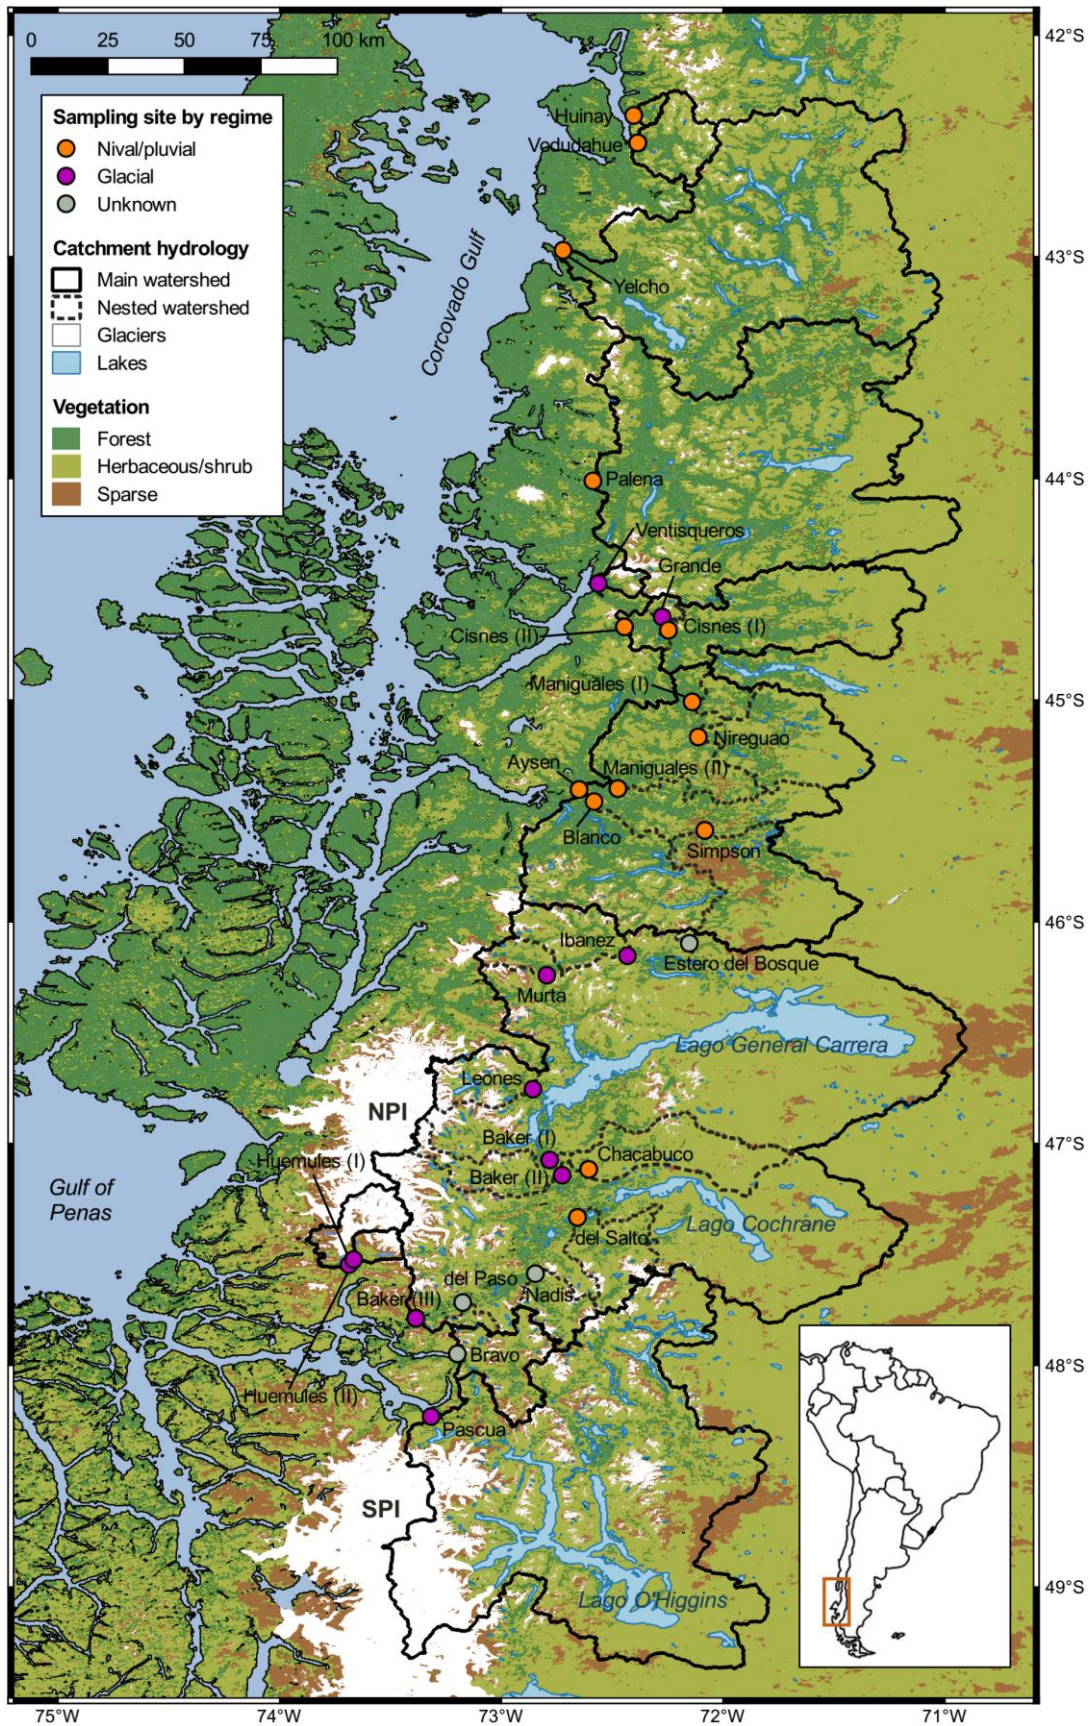 0 25 50 75 100 km
Sampling site by regime
Nival/pluvial
Glacial
Unknown
Catchment hydrology
Main watershed
Nested watershed
Glaciers
Lakes
Vegetation
Forest
Herbaceous/shrub
Sparse
42°S
43°S
44°S
45°S
46°S
47°S
48°S
49°S
Huinay
Vodudahue
Yelcho
Corcovado Gulf
Palena
Ventisqueros
Grande
Cisnes (II)
Cisnes (I)
Maniguales (I)
Nireguao
Aysen
Maniguales (II)
Blanco
Simpson
Ibanez
Estero del Bosque
Murta
Lago General Carrera
Leones
NPI
Baker (I)
Chacabuco
Huemules (I)
Baker (II)
Gulf of
Penas
Lago Cochrane
del Salto
del Paso
Nadis
Baker (III)
Bravo
Huemules (II)
Pascua
SPI
Lago O'Higgins
75°W 74°W 73°W 72°W 71°W